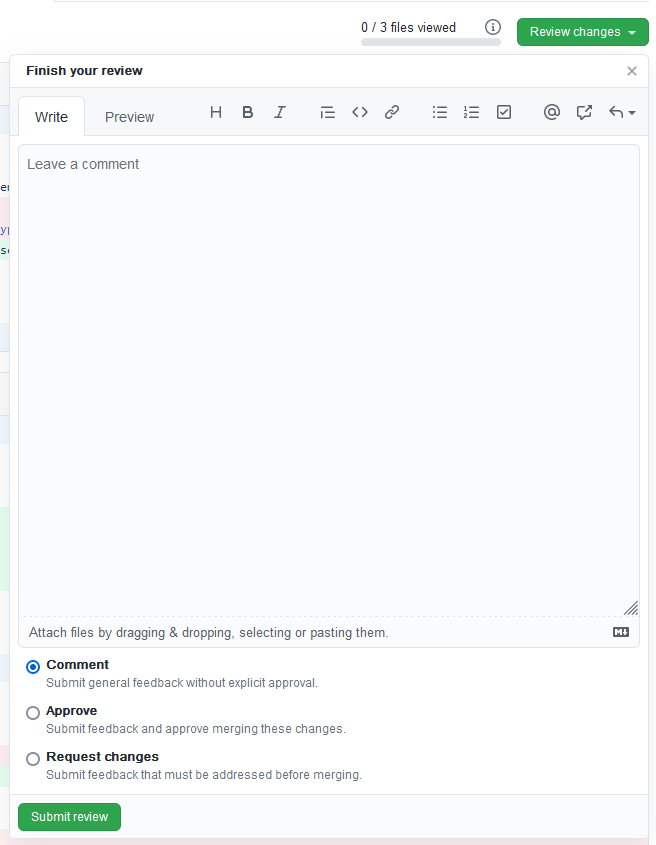 0 / 3 files viewed
Review changes
Finish your review
Write
Preview
H B I
Leave a comment
Attach files by dragging & dropping, selecting or pasting them.
Comment
Submit general feedback without explicit approval.
Approve
Submit feedback and approve merging these changes.
Request changes
Submit feedback that must be addressed before merging.
Submit review